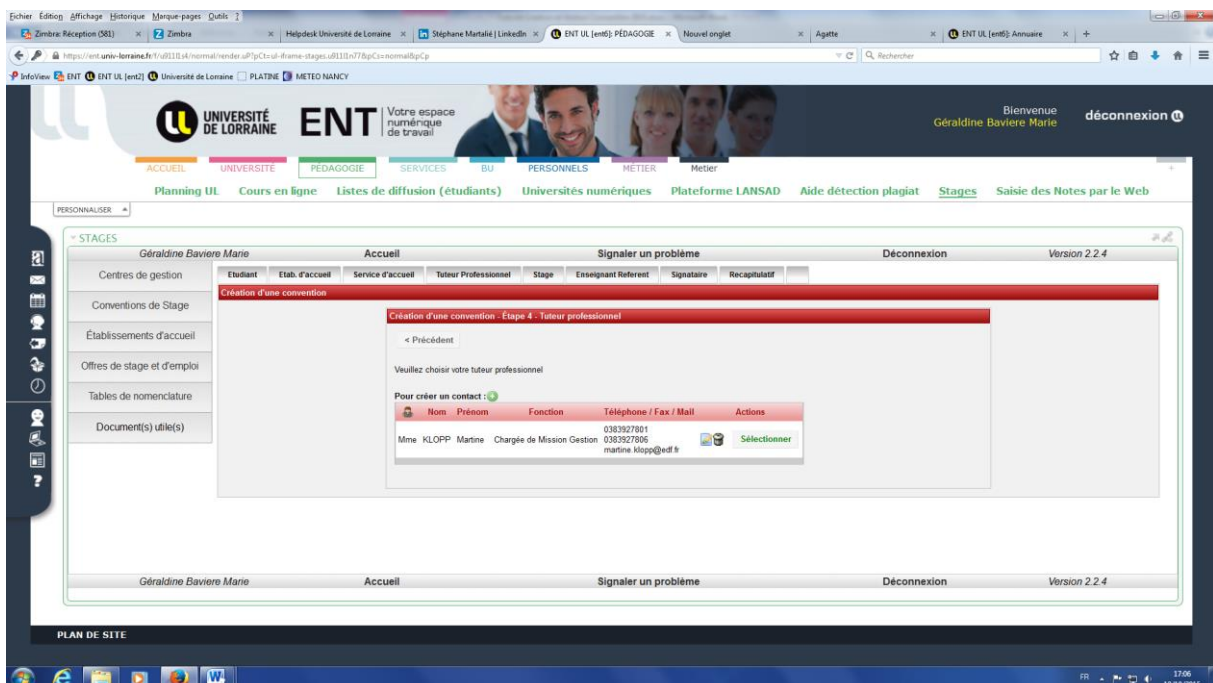 Fichier Édition Affichage Historique Marque-pages Outils ?
Zimbra: Réception (581) Zimbra Helpdesk Université de Lorraine Stéphane Martalié | LinkedIn ENT UL [ent6]: PÉDAGOGIE Nouvel onglet Agatte ENT UL [ent6]: Annuaire
Rechercher
InfoView ENT ENT UL [ent2] Université de Lorraine PLATINE METEO NANCY
UNIVERSITÉ DE LORRAINE
ENT
Votre espace
numérique
de travail
Bienvenue
Géraldine Baviere Marie
déconnexion
ACCUEIL UNIVERSITÉ PÉDAGOGIE SERVICES BU PERSONNELS MÉTIER Metier
Planning UL Cours en ligne Listes de diffusion (étudiants) Universités numériques Plateforme LANSAD Aide détection plagiat Stages Saisie des Notes par le Web
PERSONNALISER
STAGES
Géraldine Baviere Marie Accueil Signaler un problème Déconnexion Version 2.2.4
Centres de gestion
Conventions de Stage
Établissements d'accueil
Offres de stage et d'emploi
Tables de nomenclature
Document(s) utile(s)
Etudiant Etab. d'accueil Service d'accueil Tuteur Professionnel Stage Enseignant Referent Signataire Recapitulatif
Création d'une convention
Création d'une convention - Étape 4 - Tuteur professionnel
< Précédent
Veuillez choisir votre tuteur professionnel
Pour créer un contact :
Nom Prénom Fonction Téléphone / Fax / Mail Actions
Mme KLOPP Martine Chargée de Mission Gestion 0383927801
0383927806
martine.klopp@edf.fr
Sélectionner
Géraldine Baviere Marie Accueil Signaler un problème Déconnexion Version 2.2.4
PLAN DE SITE
FR 17:06